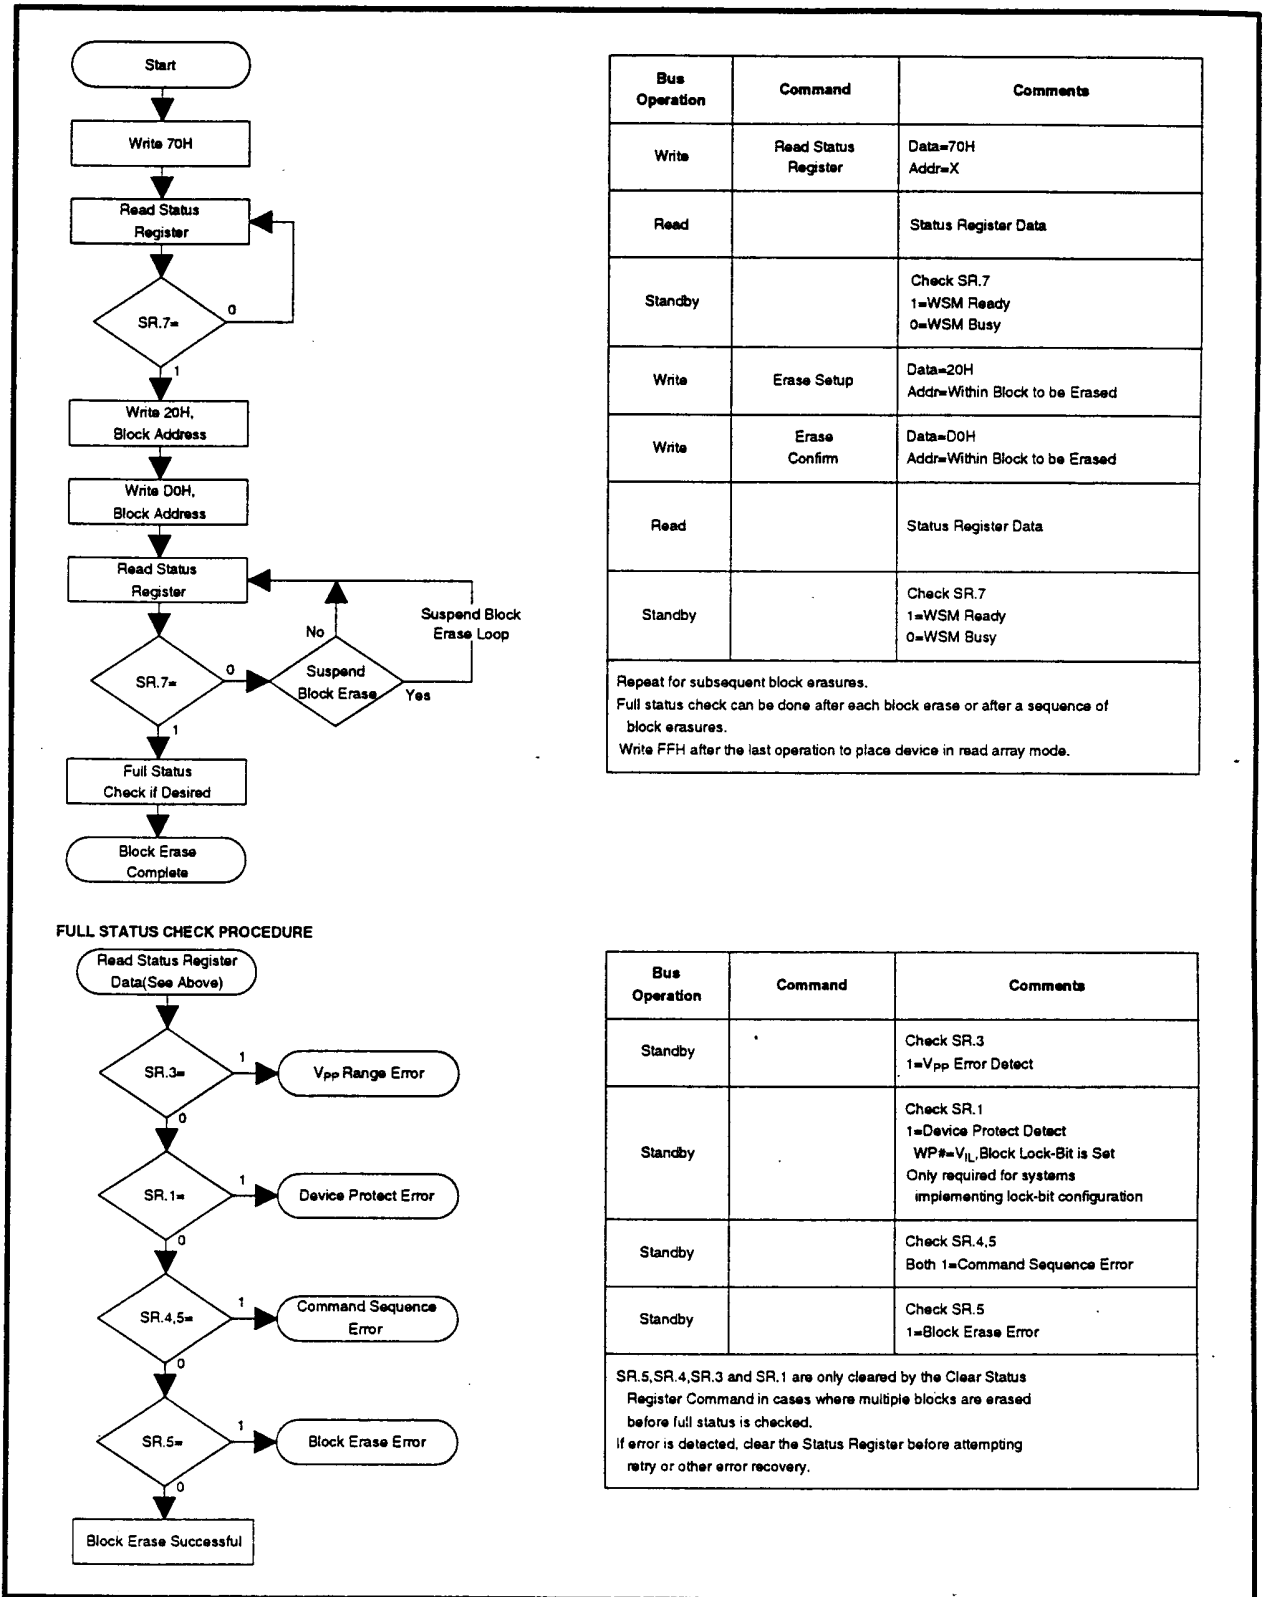 Start
Write 70H
Read Status
Register
SR.7=
0
1
Write 20H,
Block Address
Write D0H,
Block Address
Read Status
Register
SR.7=
0
1
No
Suspend
Block Erase
Yes
Suspend Block
Erase Loop
Full Status
Check if Desired
Block Erase
Complete
Bus
Operation
Command
Comments
Write
Read Status
Register
Data=70H
Addr=X
Read
Status Register Data
Standby
Check SR.7
1=WSM Ready
0=WSM Busy
Write
Erase Setup
Data=20H
Addr=Within Block to be Erased
Write
Erase
Confirm
Data=D0H
Addr=Within Block to be Erased
Read
Status Register Data
Standby
Check SR.7
1=WSM Ready
0=WSM Busy
Repeat for subsequent block erasures.
Full status check can be done after each block erase or after a sequence of
block erasures.
Write FFH after the last operation to place device in read array mode.
FULL STATUS CHECK PROCEDURE
Read Status Register
Data(See Above)
SR.3=
1
VPP Range Error
0
SR.1=
1
Device Protect Error
0
SR.4,5=
1
Command Sequence
Error
0
SR.5=
1
Block Erase Error
0
Block Erase Successful
Bus
Operation
Command
Comments
Standby
Check SR.3
1=VPP Error Detect
Standby
Check SR.1
1=Device Protect Detect
WP#=VIL,Block Lock-Bit is Set
Only required for systems
implementing lock-bit configuration
Standby
Check SR.4,5
Both 1=Command Sequence Error
Standby
Check SR.5
1=Block Erase Error
SR.5,SR.4,SR.3 and SR.1 are only cleared by the Clear Status
Register Command in cases where multiple blocks are erased
before full status is checked.
If error is detected, clear the Status Register before attempting
retry or other error recovery.